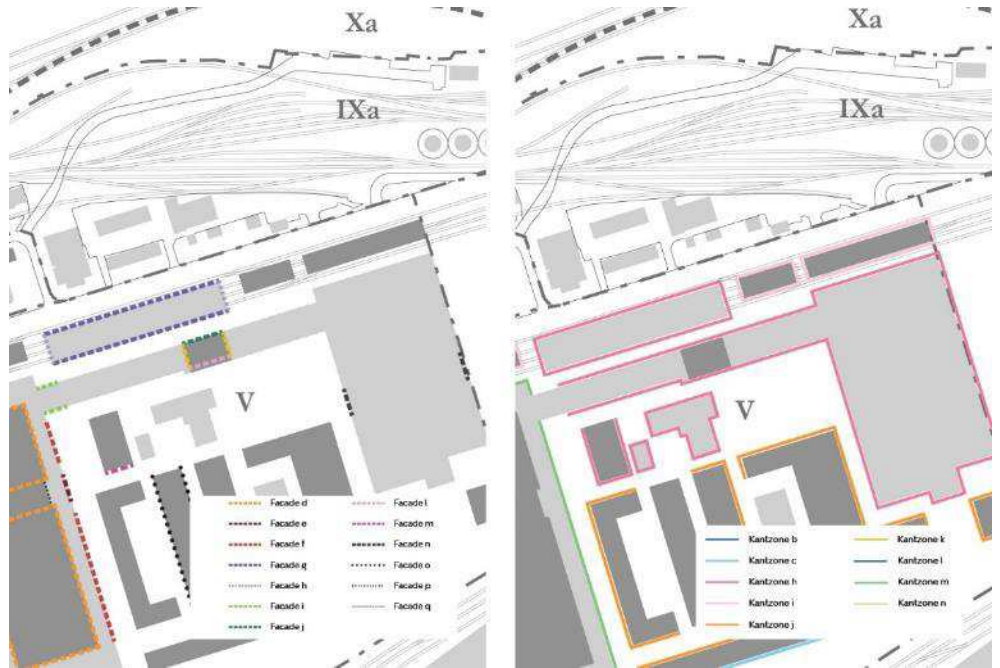 Xa
IXa
V
Facade d
Facade e
Facade f
Facade g
Facade h
Facade i
Facade j
Facade l
Facade m
Facade n
Facade o
Facade p
Facade q
Xa
IXa
V
Kantzone b
Kantzone c
Kantzone h
Kantzone i
Kantzone j
Kantzone k
Kantzone l
Kantzone m
Kantzone n